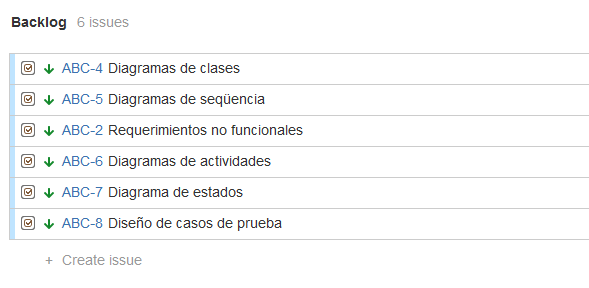 Backlog 6 issues
ABC-4 Diagramas de clases
ABC-5 Diagramas de seqüencia
ABC-2 Requerimientos no funcionales
ABC-6 Diagramas de actividades
ABC-7 Diagrama de estados
ABC-8 Diseño de casos de prueba
+ Create issue